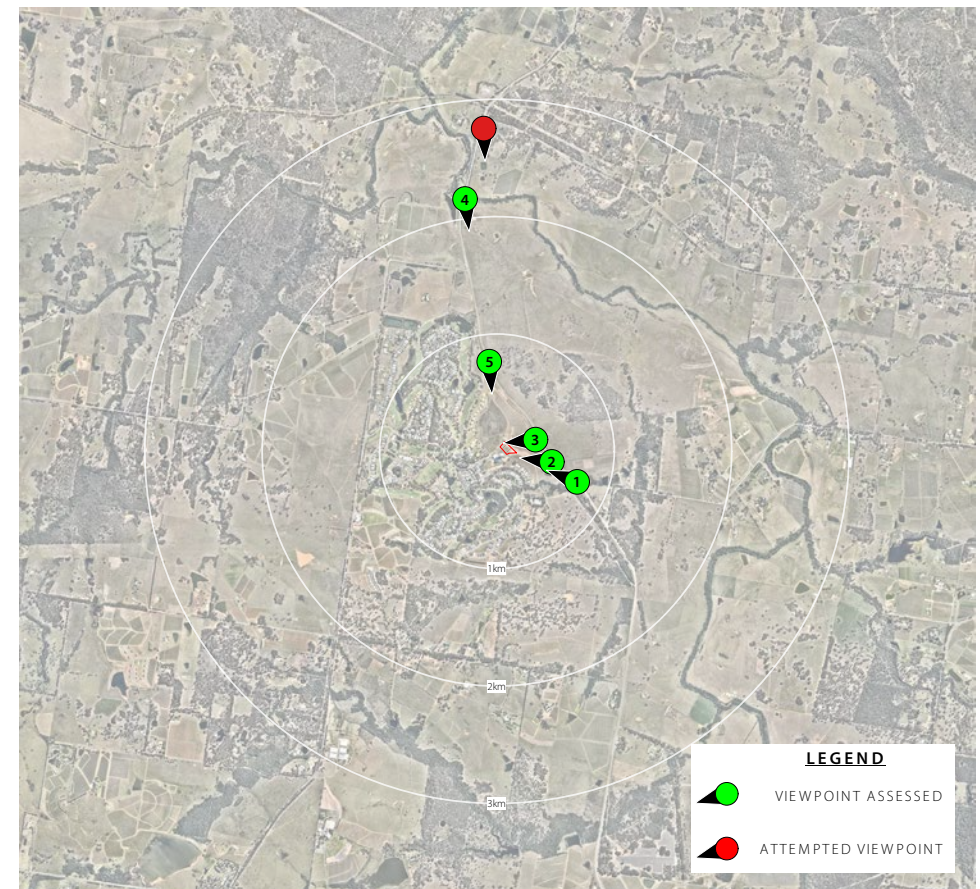 4
5
3
2
1
1km
2km
3km
LEGEND
VIEWPOINT ASSESSED
ATTEMPTED VIEWPOINT